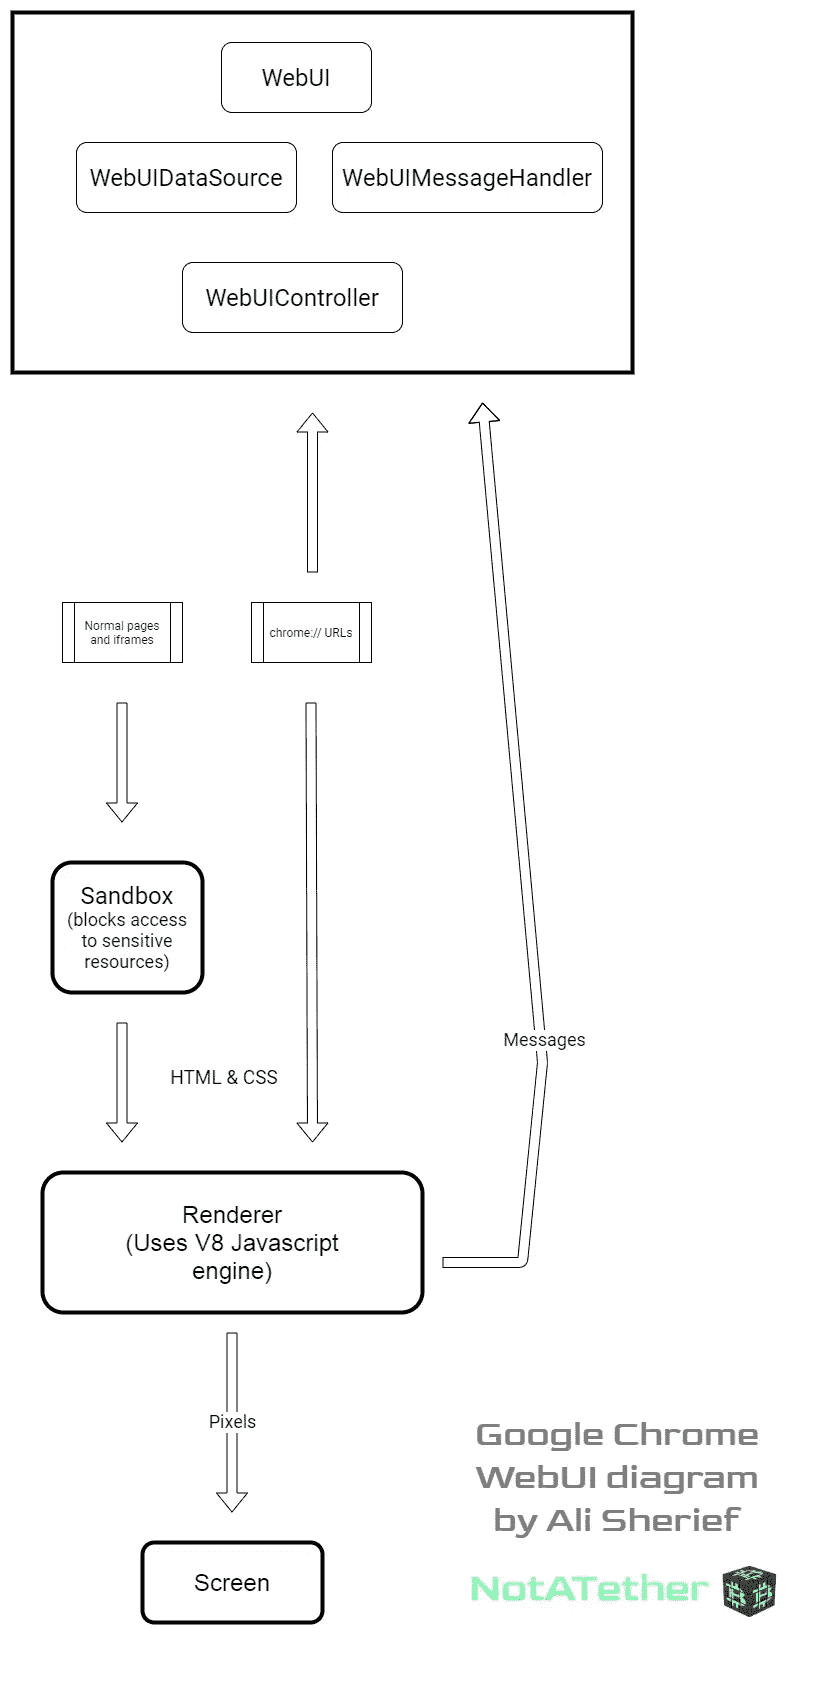 WebUI
WebUIDataSource
WebUIMessageHandler
WebUIController
Normal pages
and iframes
chrome:// URLs
Sandbox
(blocks access
to sensitive
resources)
Messages
HTML & CSS
Renderer
(Uses V8 Javascript
engine)
Pixels
Google Chrome
WebUI diagram
by Ali Sherief
NotATether
Screen